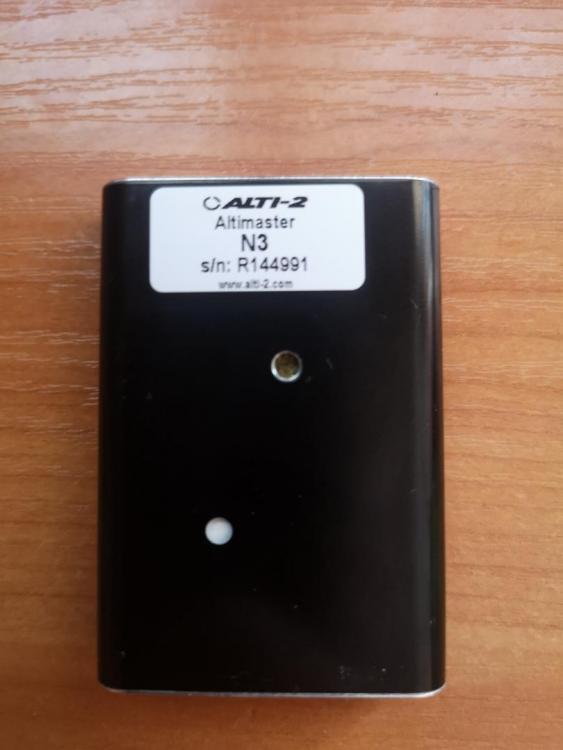 ALTI-2
Altimaster
N3
s/n: R144991
www.alti-2.com